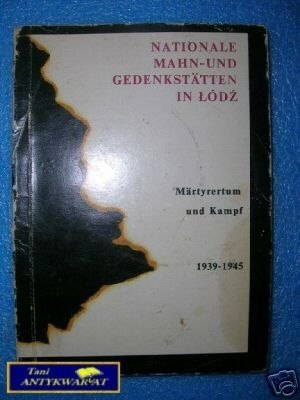 NATIONALE
MAHN-UND
GEDENKSTÄTTEN
IN ŁÓDŹ
Märtyrertum
und Kampf
1939-1945
Tani
ANTYKWARIAT